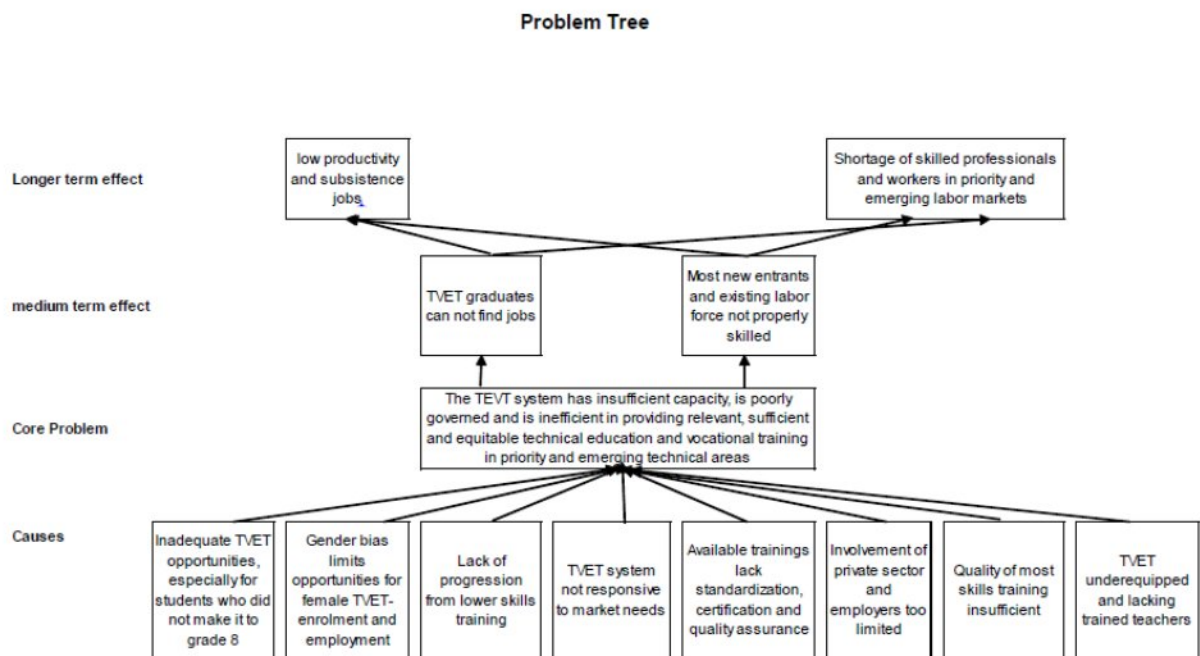 Problem Tree
Longer term effect
low productivity
and subsistence
jobs.
Shortage of skilled professionals
and workers in priority and
emerging labor markets
medium term effect
TVET graduates
can not find jobs
Most new entrants
and existing labor
force not properly
skilled
Core Problem
The TEVT system has insufficient capacity, is poorly
governed and is inefficient in providing relevant, sufficient
and equitable technical education and vocational training
in priority and emerging technical areas
Causes
Inadequate TVET
opportunities,
especially for
students who did
not make it to
grade 8
Gender bias
limits
opportunities for
female TVET-
enrolment and
employment
Lack of
progression
from lower skills
training
TVET system
not responsive
to market needs
Available trainings
lack
standardization,
certification and
quality assurance
Involvement of
private sector
and
employers too
limited
Quality of most
skills training
insufficient
TVET
underequipped
and lacking
trained teachers